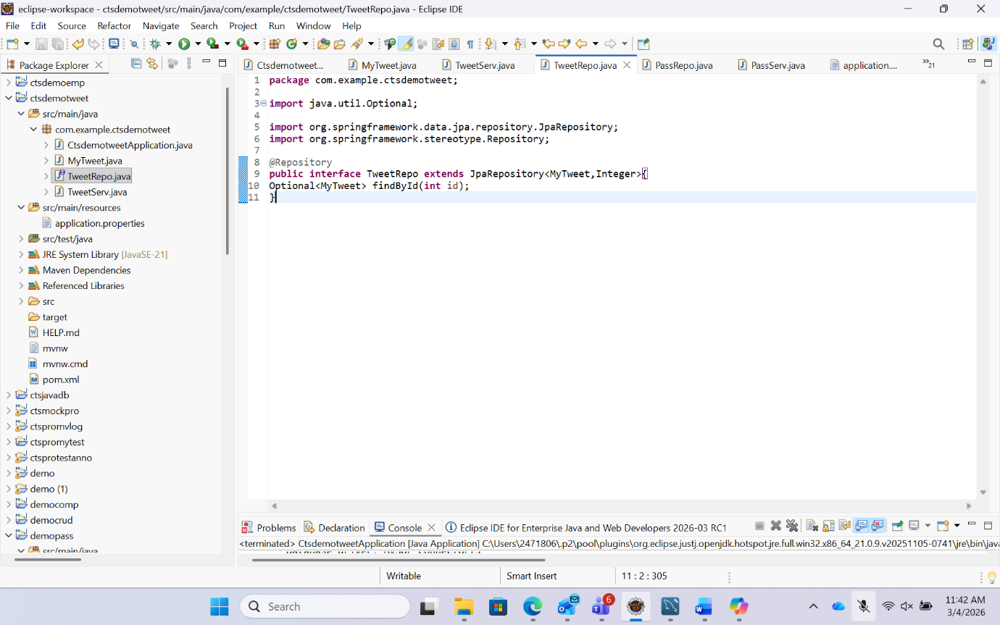 eclipse-workspace - ctsdemotweet/src/main/java/com/example/ctsdemotweet/TweetRepo.java - Eclipse IDE
File Edit Source Refactor Navigate Search Project Run Window Help
Package Explorer
ctsdemoemp
ctsdemotweet
src/main/java
com.example.ctsdemotweet
CtsdemotweetApplication.java
MyTweet.java
TweetRepo.java
TweetServ.java
src/main/resources
application.properties
src/test/java
JRE System Library [JavaSE-21]
Maven Dependencies
Referenced Libraries
src
target
HELP.md
mvnw
mvnw.cmd
pom.xml
ctsjavadb
ctsmockpro
ctspromvlog
ctspromytest
ctsprotestanno
demo
demo (1)
democomp
democrud
demopass
src/main/java
Ctsdemotweet... MyTweet.java TweetServ.java TweetRepo.java PassRepo.java PassServ.java application.... »21
1 package com.example.ctsdemotweet;
2
3 import java.util.Optional;
4
5 import org.springframework.data.jpa.repository.JpaRepository;
6 import org.springframework.stereotype.Repository;
7
8 @Repository
9 public interface TweetRepo extends JpaRepository<MyTweet,Integer>{
10 Optional<MyTweet> findById(int id);
11 }
Problems Declaration Console Eclipse IDE for Enterprise Java and Web Developers 2026-03 RC1
<terminated> CtsdemotweetApplication [Java Application] C:\Users\2471806\.p2\pool\plugins\org.eclipse.justj.openjdk.hotspot.jre.full.win32.x86_64_21.0.9.v20251105-0741\jre\bin\java
Writable Smart Insert 11 : 2 : 305
Search
6
11:42 AM
3/4/2026